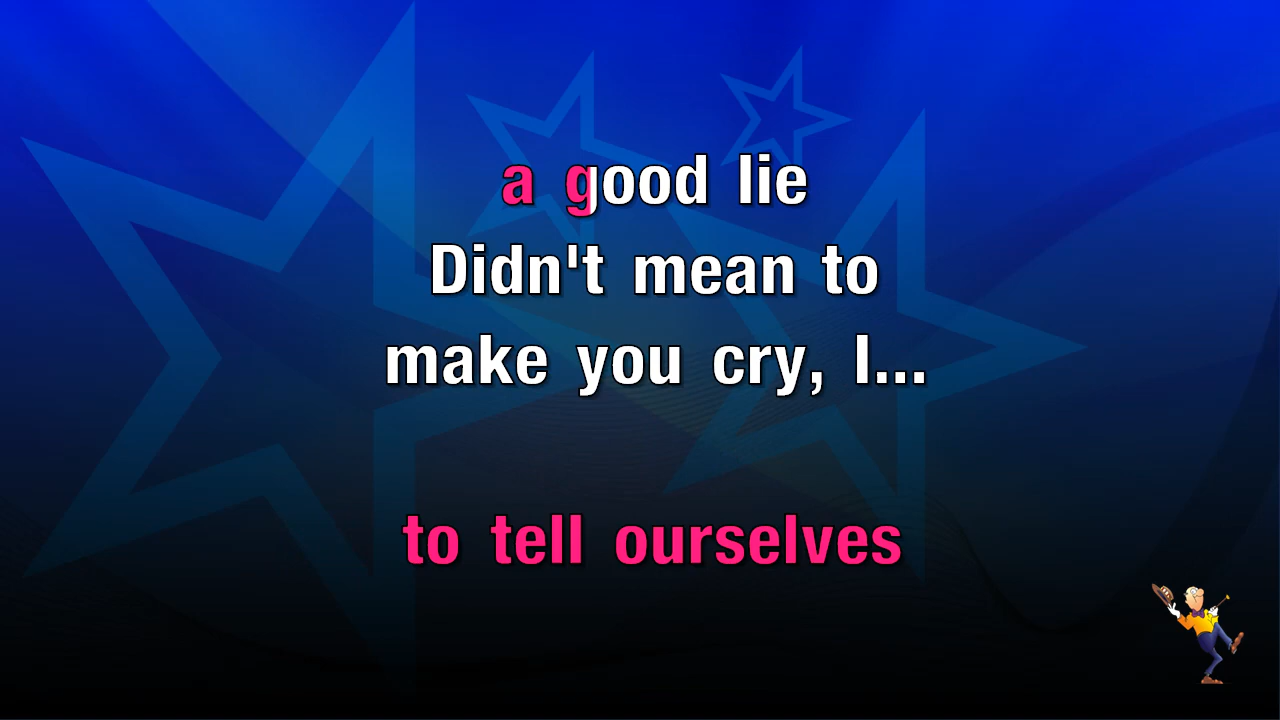 a good lie
Didn't mean to
make you cry, I...
to tell ourselves